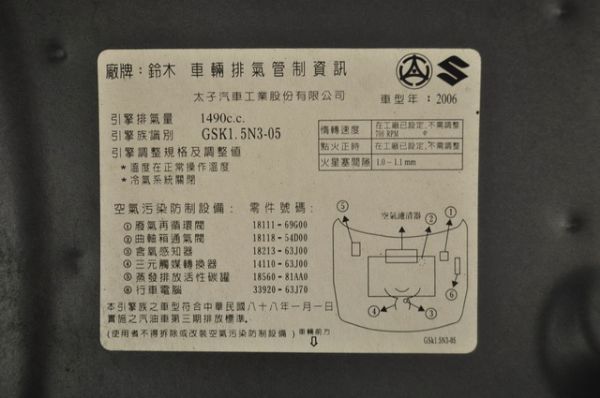 廠牌：鈴木 車輛排氣管制資訊
太子汽車工業股份有限公司
車型年：2006
引擎排氣量 1490c.c.
引擎族識別 GSK1.5N3-05
引擎調整規格及調整值
*溫度在正常操作溫度
*冷氣系統關閉
惰轉速度 在工廠已設定,不需調整
700 RPM
點火正時 在工廠已設定,不需調整
火星塞間隙 1.0－1.1 mm
空氣污染防制設備： 零件號碼：
①廢氣再循環閥 18111－69G00
②曲軸箱通氣閥 18118－54D00
③含氧感知器 18213－63J00
④三元觸媒轉換器 14110－63J00
⑤蒸發排放活性碳罐 18560－81AA0
⑥行車電腦 33920－63J70
本引擎族之車型符合中華民國八十八年一月一日
實施之汽油車第三期排放標準。
(使用者不得拆除或改裝空氣污染防制設備)
車輛前方
⑤
空氣濾清器
②
①
④
③
⑥
GSK1.5N3-05